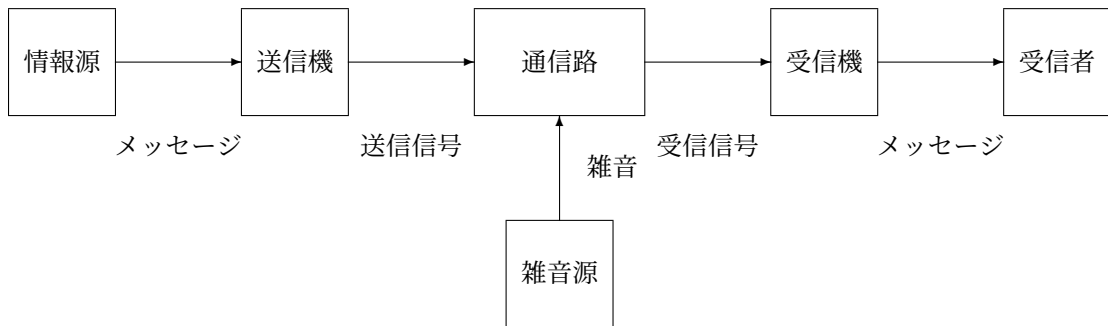 情報源
送信機
通信路
受信機
受信者
メッセージ
送信信号
受信信号
メッセージ
雑音
雑音源